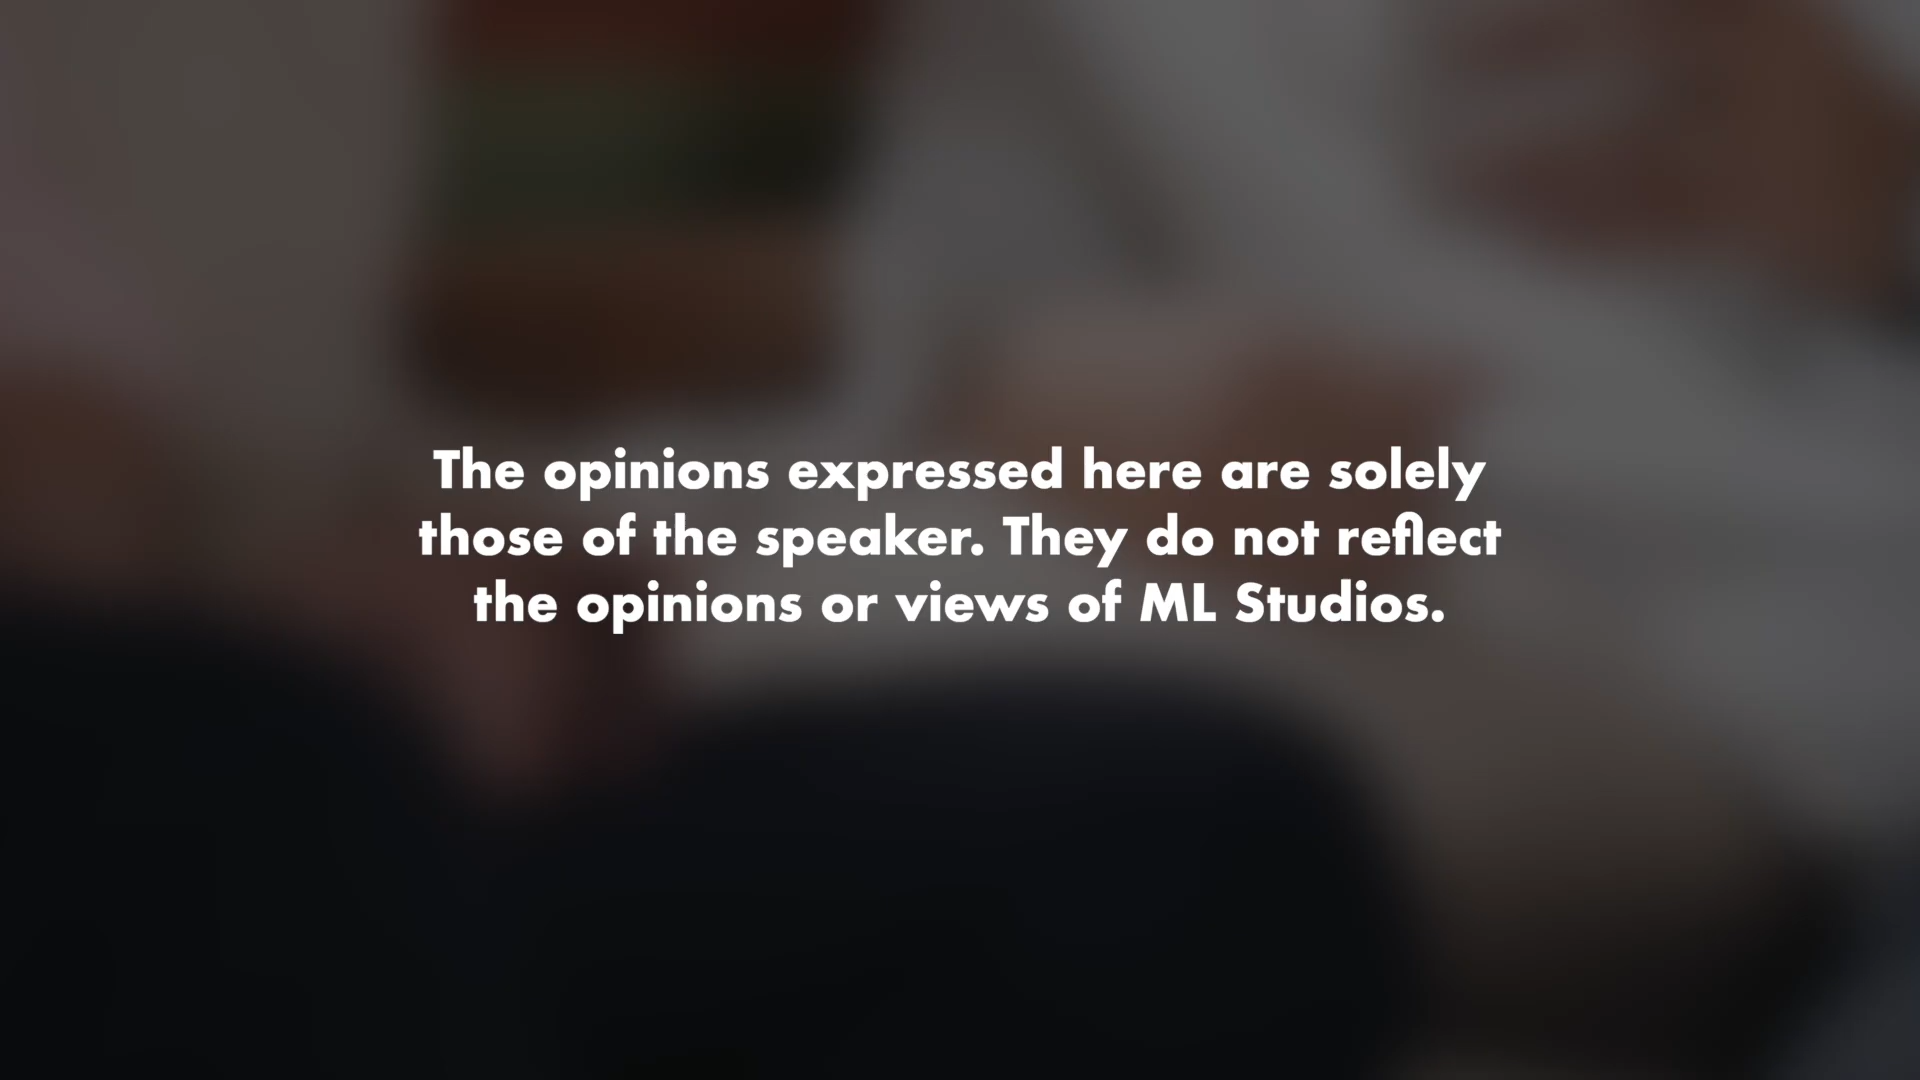 The opinions expressed here are solely
those of the speaker. They do not reflect
the opinions or views of ML Studios.